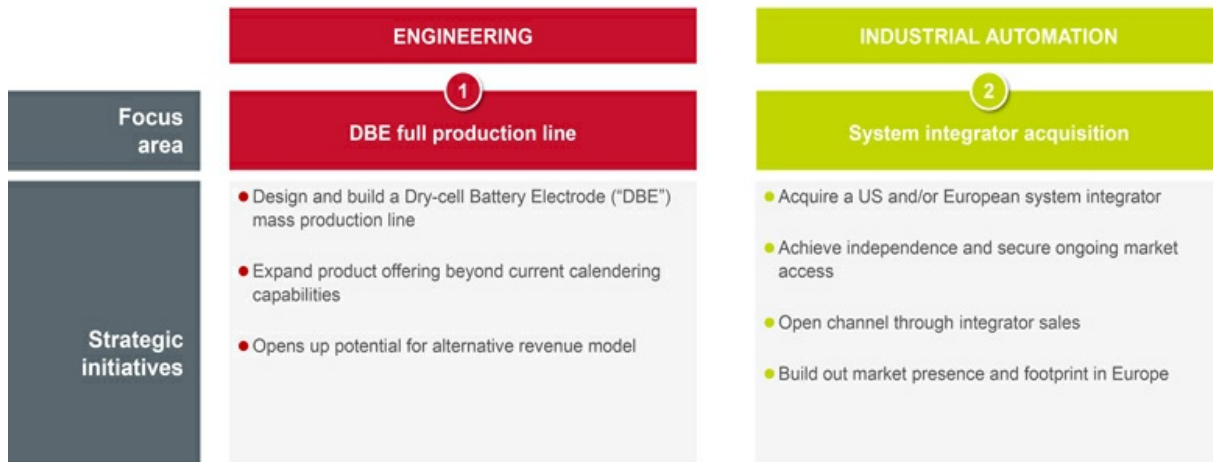 ENGINEERING
INDUSTRIAL AUTOMATION
Focus
area
1
DBE full production line
2
System integrator acquisition
Strategic
initiatives
Design and build a Dry-cell Battery Electrode (“DBE”)
mass production line
Expand product offering beyond current calendering
capabilities
Opens up potential for alternative revenue model
Acquire a US and/or European system integrator
Achieve independence and secure ongoing market
access
Open channel through integrator sales
Build out market presence and footprint in Europe